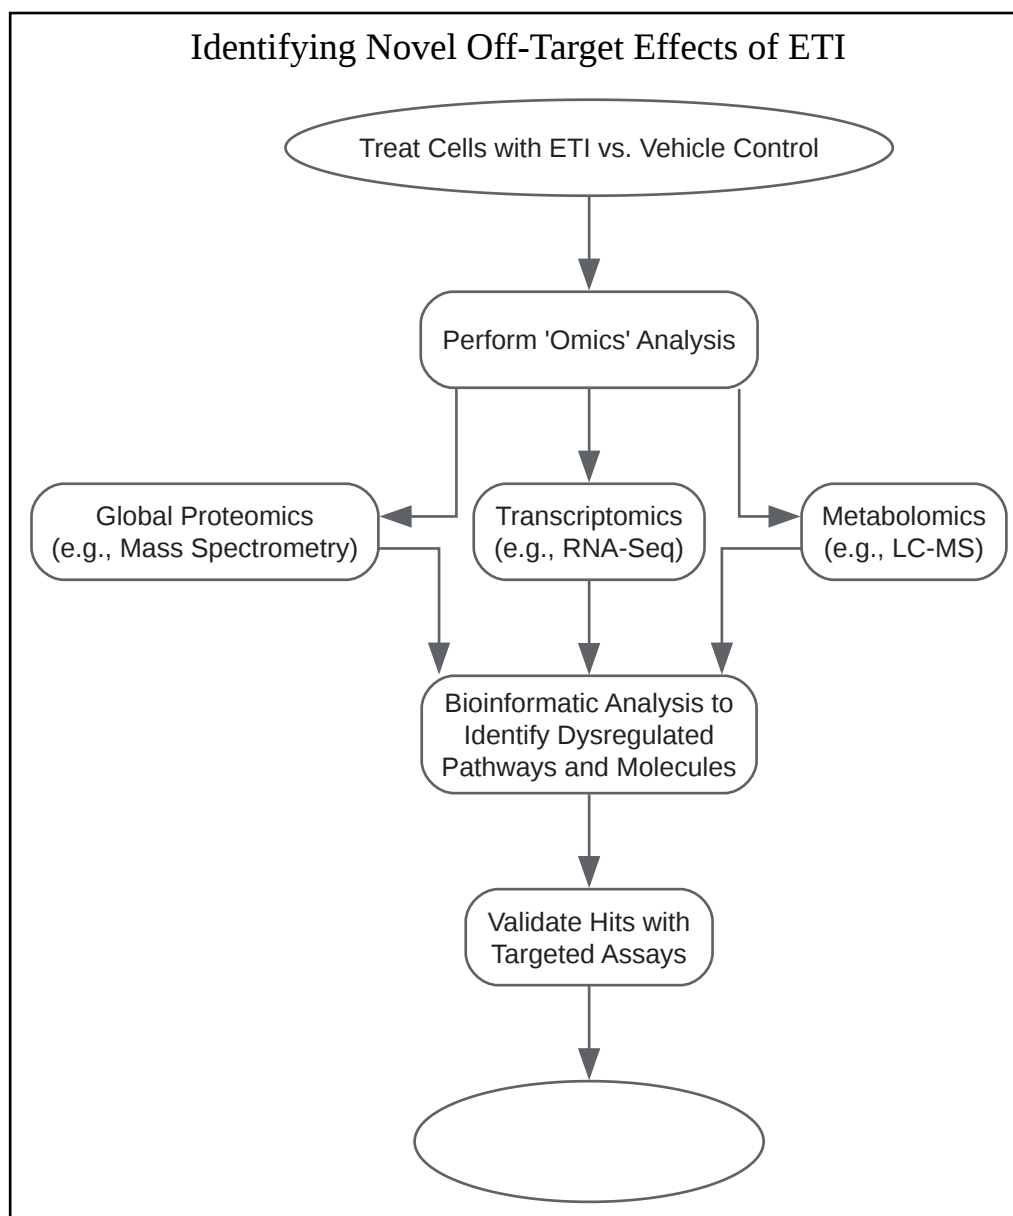 Identifying Novel Off-Target Effects of ETI
Treat Cells with ETI vs. Vehicle Control
Perform 'Omics' Analysis
Global Proteomics
(e.g., Mass Spectrometry)
Transcriptomics
(e.g., RNA-Seq)
Metabolomics
(e.g., LC-MS)
Bioinformatic Analysis to
Identify Dysregulated
Pathways and Molecules
Validate Hits with
Targeted Assays